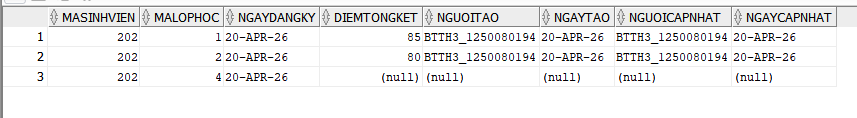 MASINHVIEN MALOPHOC NGAYDANGKY DIEMTONGKET NGUOITAO NGAYTAO NGUOICAPNHAT NGAYCAPNHAT
1 202 1 20-APR-26 85 BTTH3_1250080194 20-APR-26 BTTH3_1250080194 20-APR-26
2 202 2 20-APR-26 80 BTTH3_1250080194 20-APR-26 BTTH3_1250080194 20-APR-26
3 202 4 20-APR-26 (null) (null) (null) (null) (null)